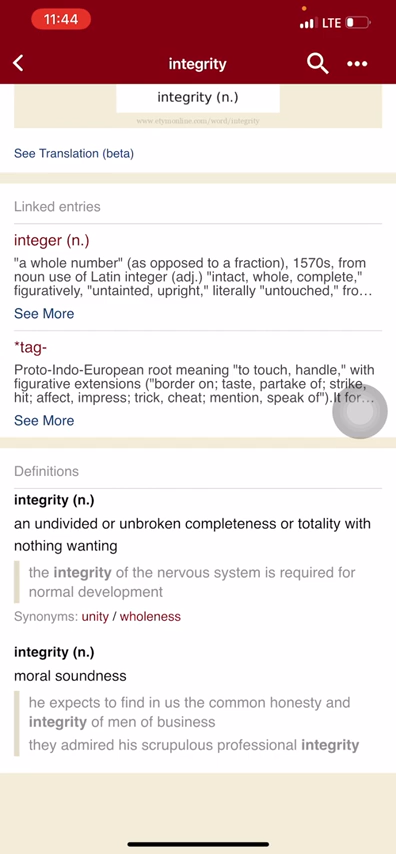 11:44
LTE
integrity
integrity (n.)
www.etymonline.com/word/integrity
See Translation (beta)
Linked entries
integer (n.)
"a whole number" (as opposed to a fraction), 1570s, from
noun use of Latin integer (adj.) "intact, whole, complete,"
figuratively, "untainted, upright," literally "untouched," fro…
See More
*tag-
Proto-Indo-European root meaning "to touch, handle," with
figurative extensions ("border on; taste, partake of; strike,
hit; affect, impress; trick, cheat; mention, speak of").It for…
See More
Definitions
integrity (n.)
an undivided or unbroken completeness or totality with
nothing wanting
the integrity of the nervous system is required for
normal development
Synonyms: unity / wholeness
integrity (n.)
moral soundness
he expects to find in us the common honesty and
integrity of men of business
they admired his scrupulous professional integrity